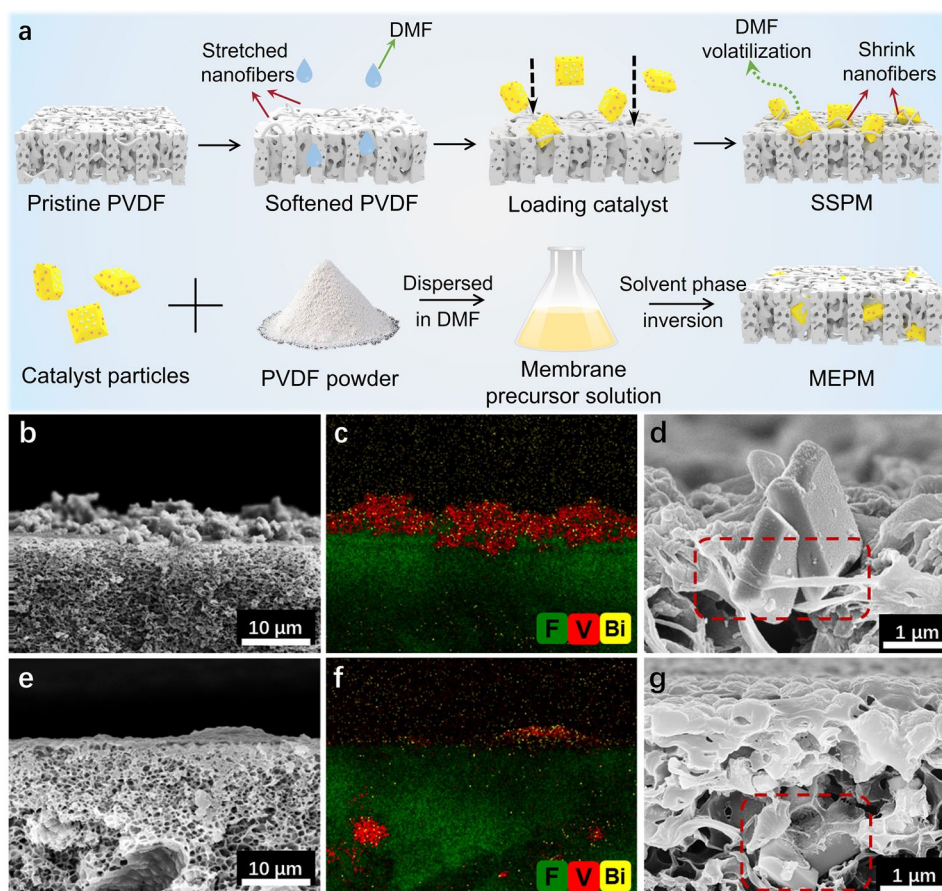 a
DMF
Stretched
nanofibers
DMF
volatilization
Shrink
nanofibers
Pristine PVDF
Softened PVDF
Loading catalyst
SSPM
Catalyst particles
PVDF powder
Dispersed
in DMF
Membrane
precursor solution
Solvent phase
inversion
MEPM
b
10 μm
c
F V Bi
d
1 μm
e
10 μm
f
F V Bi
g
1 μm